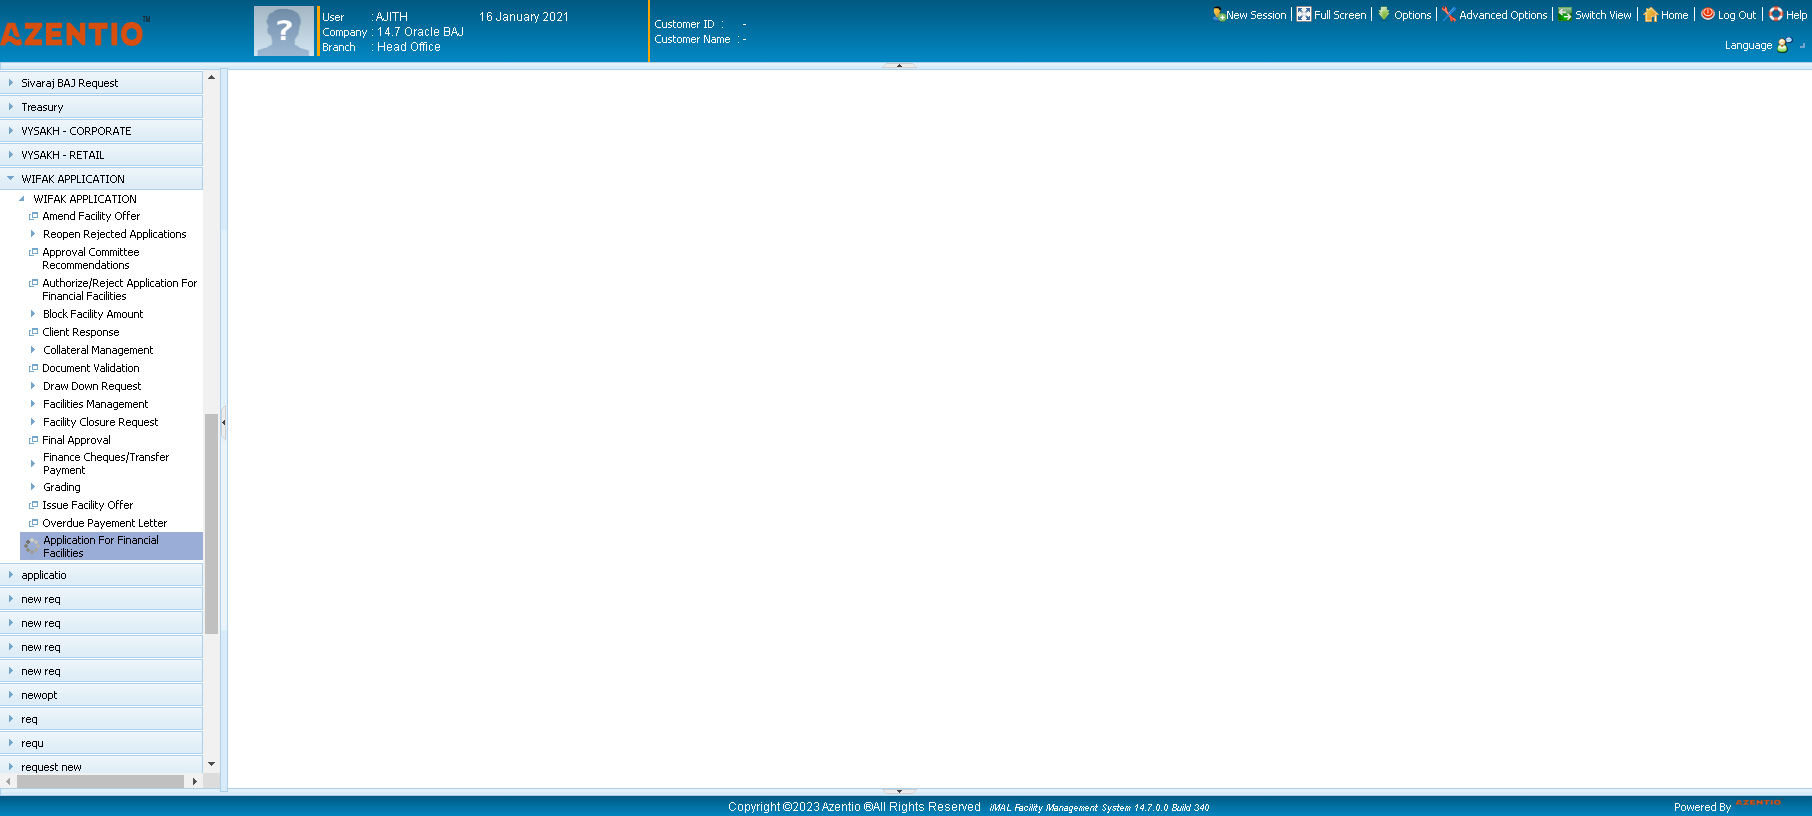 AZENTIO™
User : AJITH 16 January 2021
Company : 14.7 Oracle BAJ
Branch : Head Office
Customer ID : -
Customer Name : -
New Session | Full Screen | Options | Advanced Options | Switch View | Home | Log Out | Help
Language
Sivaraj BAJ Request
Treasury
VYSAKH - CORPORATE
VYSAKH - RETAIL
WIFAK APPLICATION
WIFAK APPLICATION
Amend Facility Offer
Reopen Rejected Applications
Approval Committee
Recommendations
Authorize/Reject Application For
Financial Facilities
Block Facility Amount
Client Response
Collateral Management
Document Validation
Draw Down Request
Facilities Management
Facility Closure Request
Final Approval
Finance Cheques/Transfer
Payment
Grading
Issue Facility Offer
Overdue Payement Letter
Application For Financial
Facilities
applicatio
new req
new req
new req
new req
newopt
req
requ
request new
Copyright ©2023 Azentio ®All Rights Reserved iMAL Facility Management System 14.7.0.0 Build 340
Powered By AZENTIO